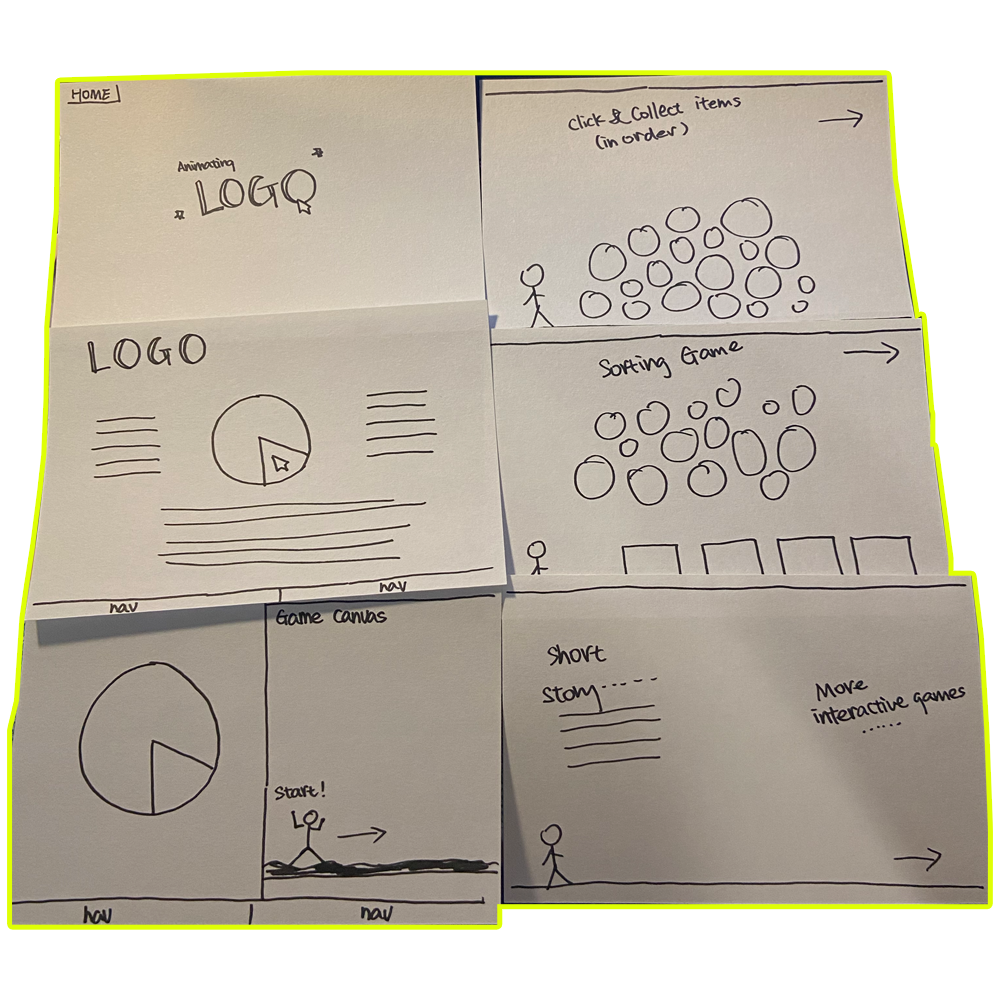 HOME
Animating
LOGO
LOGO
nav
nav
Game Canvas
Start!
nav
nav
Click & Collect items
(in order)
Sorting Game
Short
Story
More
interactive games